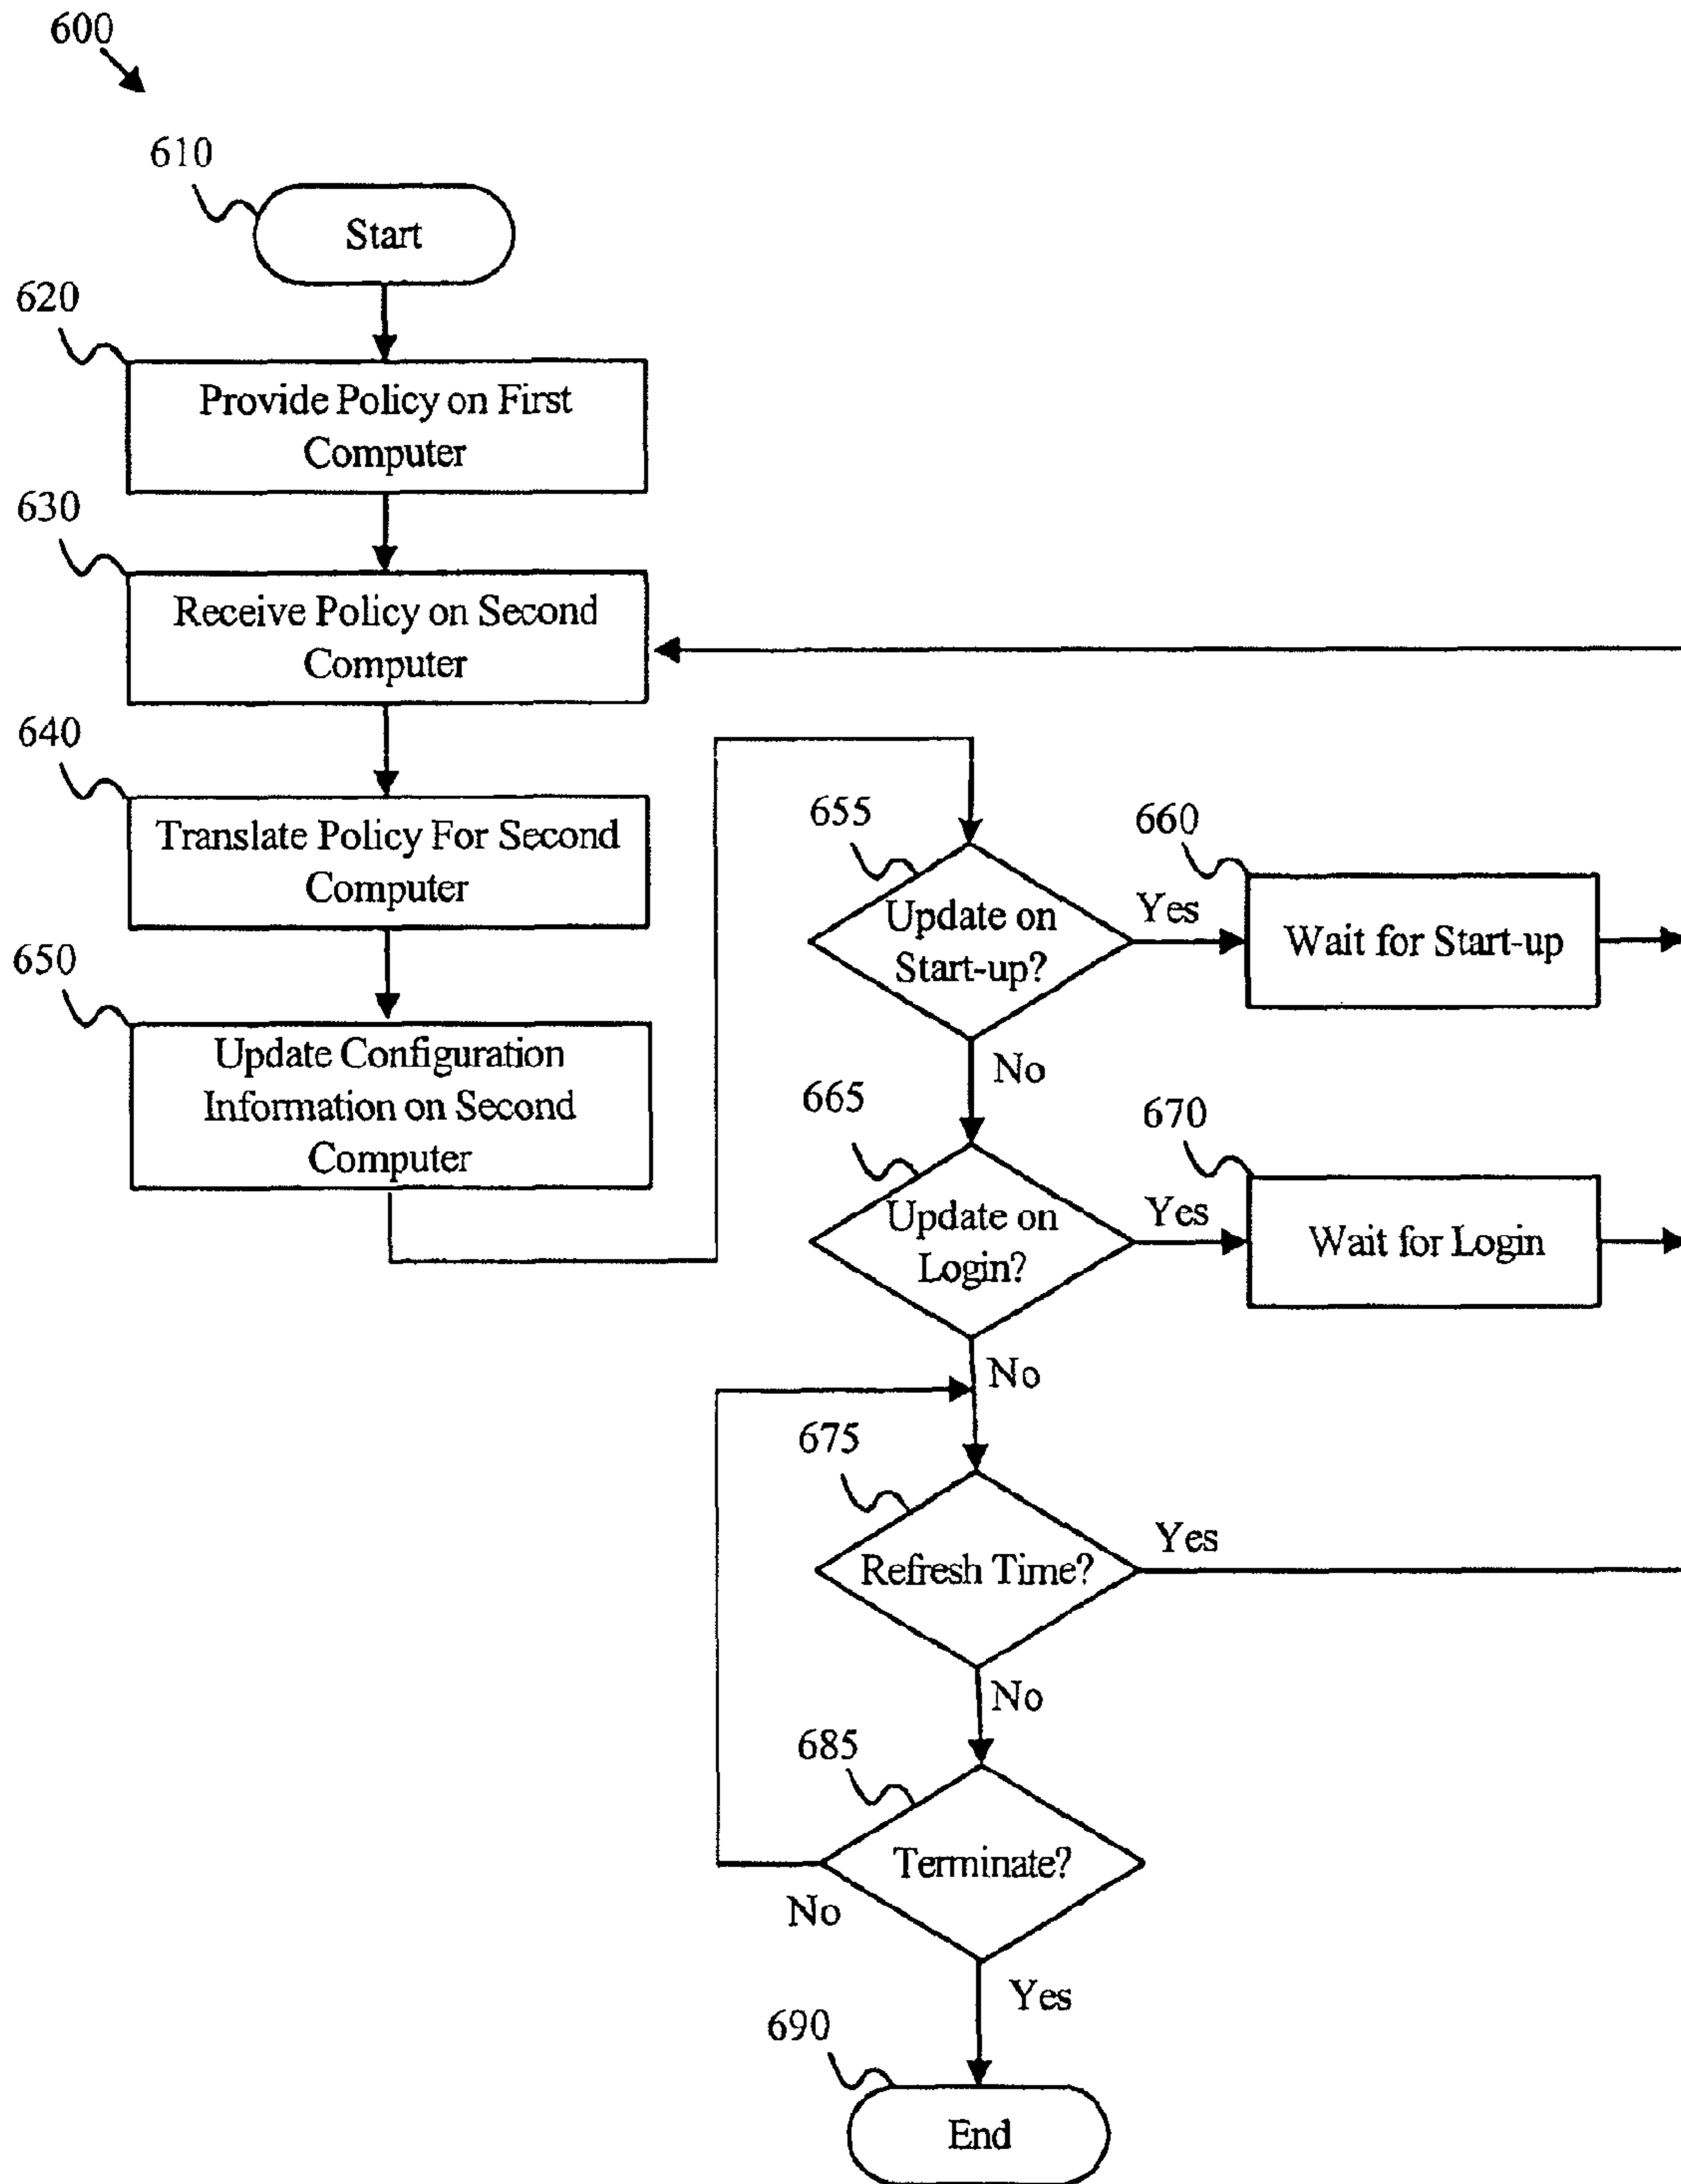 600
610
Start
620
Provide Policy on First
Computer
630
Receive Policy on Second
Computer
640
Translate Policy For Second
Computer
650
Update Configuration
Information on Second
Computer
655
Update on
Start-up?
Yes
660
Wait for Start-up
No
665
Update on
Login?
Yes
670
Wait for Login
No
675
Refresh Time?
Yes
No
685
Terminate?
No
Yes
690
End